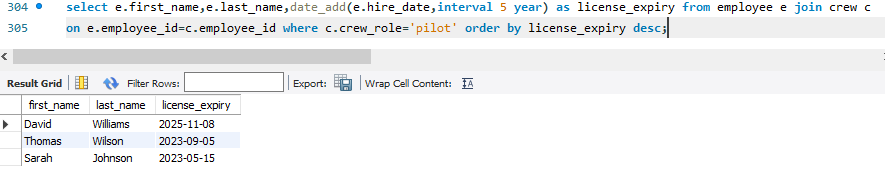 304 select e.first_name,e.last_name,date_add(e.hire_date,interval 5 year) as license_expiry from employee e join crew c
305 on e.employee_id=c.employee_id where c.crew_role='pilot' order by license_expiry desc;
Result Grid Filter Rows: Export: Wrap Cell Content:
first_name last_name license_expiry
David Williams 2025-11-08
Thomas Wilson 2023-09-05
Sarah Johnson 2023-05-15